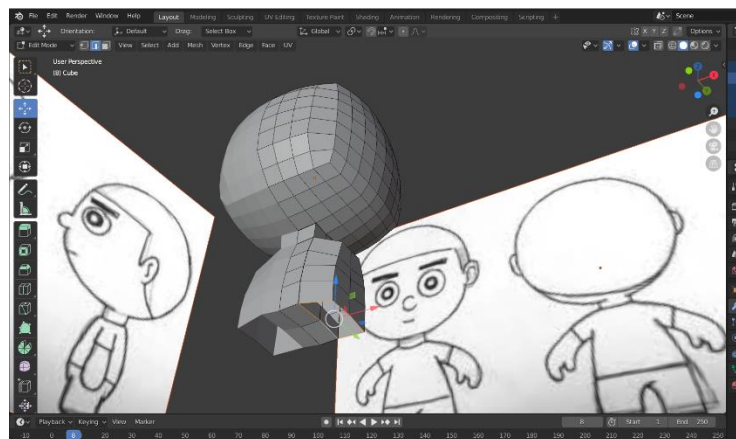 File Edit Render Window Help Layout Modeling Sculpting UV Editing Texture Paint Shading Animation Rendering Compositing Scripting + Scene
Orientation: Default Drag: Select Box Global X Y Z Options
Edit Mode View Select Add Mesh Vertex Edge Face UV
User Perspective
(8) Cube
Playback Keying View Marker 8 Start 1 End 250
-10 0 8 20 30 40 50 60 70 80 90 100 110 120 130 140 150 160 170 180 190 200 210 220 230 240 250